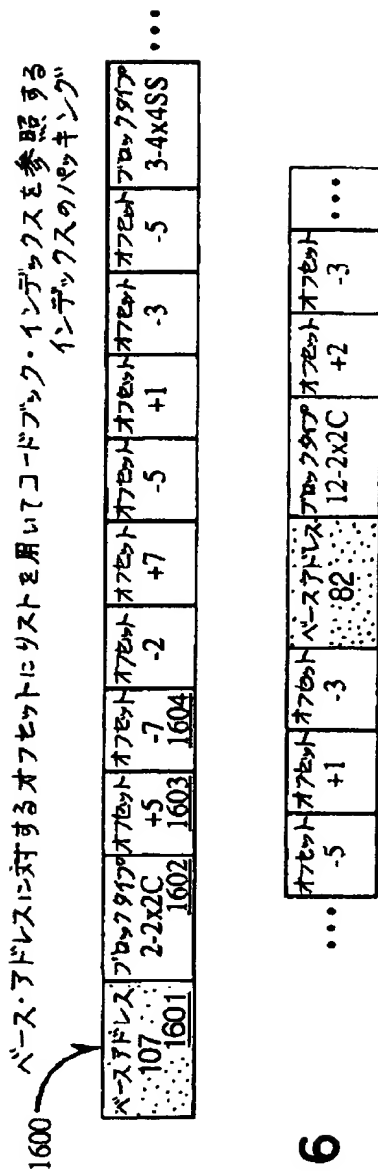 ベース・アドレスに対するオフセットにリストを用いてコードブック・インデックスを参照する
インデックスのパッキング
1600
ベースアドレス ブロックタイプ オフセット オフセット オフセット オフセット オフセット オフセット オフセット オフセット ブロックタイプ
107 2-2x2C +5 -7 -2 +7 -5 +1 -3 -5 3-4x4SS ...
1601 1602 1603 1604
オフセット オフセット オフセット ベースアドレス ブロックタイプ オフセット オフセット
... -5 +1 -3 82 12-2x2C +2 -3 ...
6